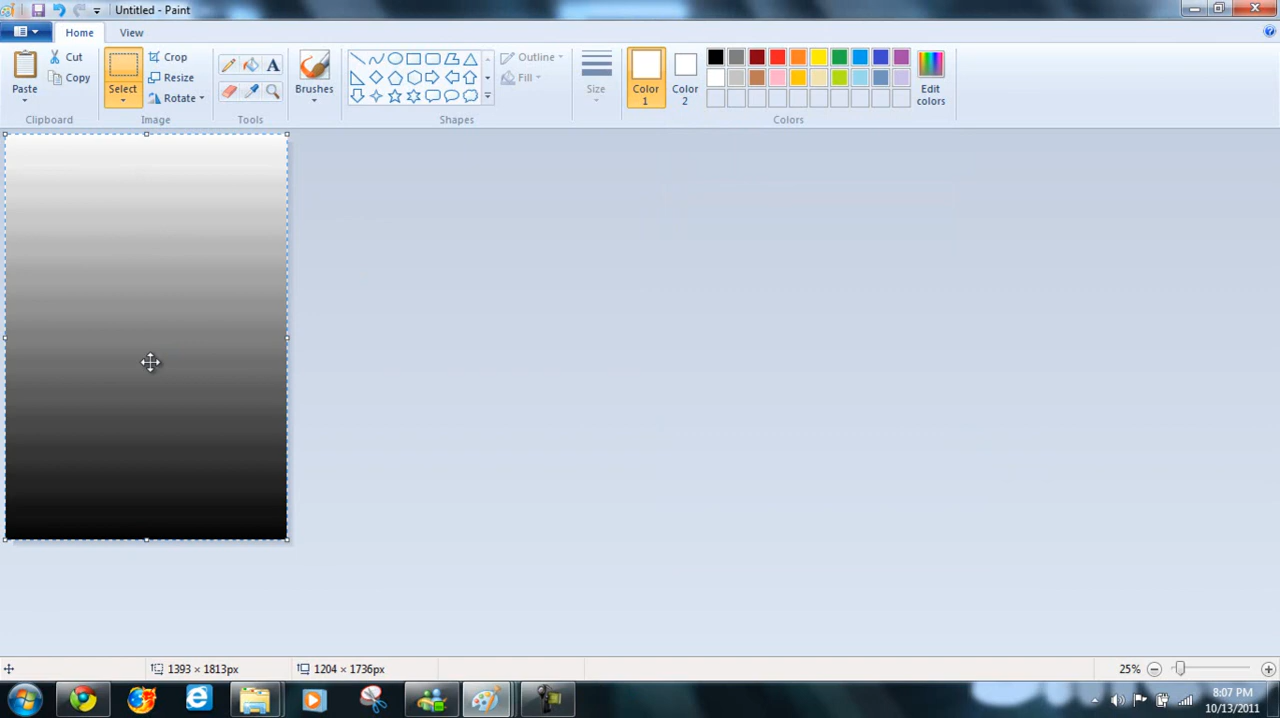 Untitled - Paint
Home View
Paste
Cut
Copy
Clipboard
Select
Crop
Resize
Rotate
Image
A
Tools
Brushes
Outline
Fill
Shapes
Size
Color 1
Color 2
Edit colors
Colors
1393 × 1813px
1204 × 1736px
25%
8:07 PM
10/13/2011